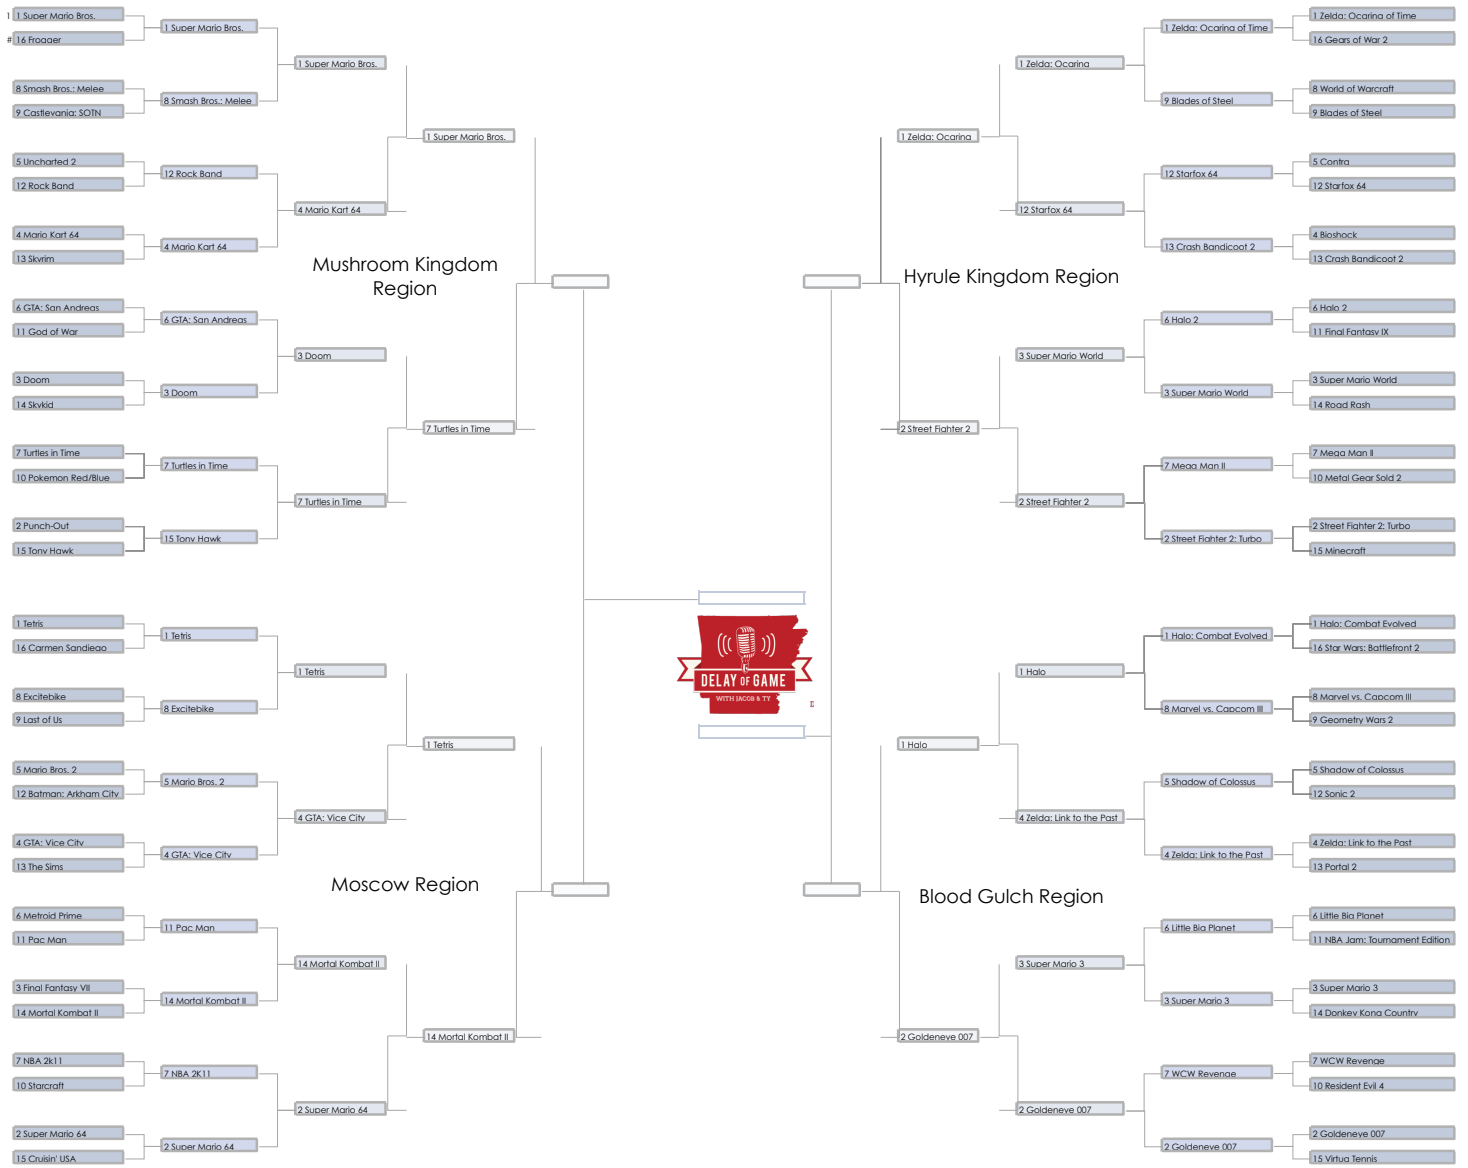 1
1 Super Mario Bros.
#
16 Frogger
8 Smash Bros.: Melee
9 Castlevania: SOTN
5 Uncharted 2
12 Rock Band
4 Mario Kart 64
13 Skyrim
6 GTA: San Andreas
11 God of War
3 Doom
14 Skykid
7 Turtles in Time
10 Pokemon Red/Blue
2 Punch-Out
15 Tony Hawk
1 Super Mario Bros.
8 Smash Bros.: Melee
12 Rock Band
4 Mario Kart 64
6 GTA: San Andreas
3 Doom
7 Turtles in Time
15 Tony Hawk
1 Super Mario Bros.
4 Mario Kart 64
3 Doom
7 Turtles in Time
1 Super Mario Bros.
7 Turtles in Time
Mushroom Kingdom
Region
1 Tetris
16 Carmen Sandiego
8 Excitebike
9 Last of Us
5 Mario Bros. 2
12 Batman: Arkham City
4 GTA: Vice City
13 The Sims
6 Metroid Prime
11 Pac Man
3 Final Fantasy VII
14 Mortal Kombat II
7 NBA 2k11
10 Starcraft
2 Super Mario 64
15 Cruisin' USA
1 Tetris
8 Excitebike
5 Mario Bros. 2
4 GTA: Vice City
11 Pac Man
14 Mortal Kombat II
7 NBA 2K11
2 Super Mario 64
1 Tetris
4 GTA: Vice City
14 Mortal Kombat II
2 Super Mario 64
1 Tetris
14 Mortal Kombat II
Moscow Region
DELAY OF GAME
WITH JACOB & TY
1 Zelda: Ocarina
2 Street Fighter 2
Hyrule Kingdom Region
1 Zelda: Ocarina
12 Starfox 64
3 Super Mario World
2 Street Fighter 2
1 Zelda: Ocarina of Time
9 Blades of Steel
12 Starfox 64
13 Crash Bandicoot 2
6 Halo 2
3 Super Mario World
7 Mega Man II
2 Street Fighter 2: Turbo
1 Zelda: Ocarina of Time
16 Gears of War 2
8 World of Warcraft
9 Blades of Steel
5 Contra
12 Starfox 64
4 Bioshock
13 Crash Bandicoot 2
6 Halo 2
11 Final Fantasy IX
3 Super Mario World
14 Road Rash
7 Mega Man II
10 Metal Gear Sold 2
2 Street Fighter 2: Turbo
15 Minecraft
1 Halo
2 Goldeneye 007
Blood Gulch Region
1 Halo
4 Zelda: Link to the Past
3 Super Mario 3
2 Goldeneye 007
1 Halo: Combat Evolved
8 Marvel vs. Capcom III
5 Shadow of Colossus
4 Zelda: Link to the Past
6 Little Big Planet
3 Super Mario 3
7 WCW Revenge
2 Goldeneye 007
1 Halo: Combat Evolved
16 Star Wars: Battlefront 2
8 Marvel vs. Capcom III
9 Geometry Wars 2
5 Shadow of Colossus
12 Sonic 2
4 Zelda: Link to the Past
13 Portal 2
6 Little Big Planet
11 NBA Jam: Tournament Edition
3 Super Mario 3
14 Donkey Kong Country
7 WCW Revenge
10 Resident Evil 4
2 Goldeneye 007
15 Virtua Tennis